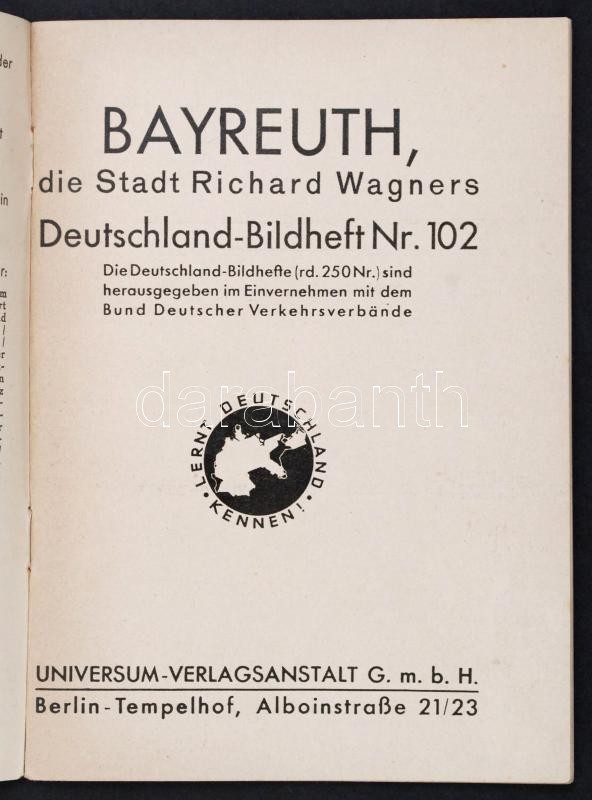 BAYREUTH,
die Stadt Richard Wagners
Deutschland-Bildheft Nr. 102
Die Deutschland-Bildhefte (rd. 250 Nr.) sind
herausgegeben im Einvernehmen mit dem
Bund Deutscher Verkehrsverbände
LERNT DEUTSCHLAND
KENNEN!
darabanth
UNIVERSUM-VERLAGSANSTALT G. m. b. H.
Berlin-Tempelhof, Alboinstraße 21/23